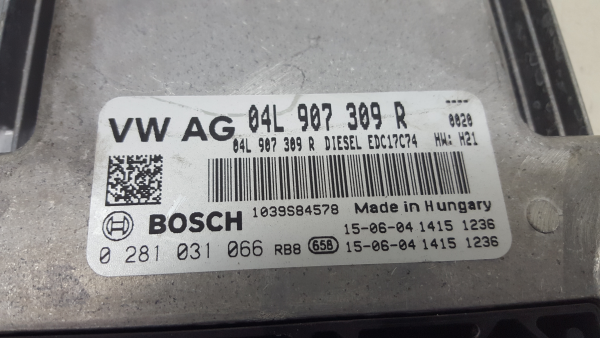 VW AG 04L 907 309 R ---- 0020
04L 907 309 R DIESEL EDC17C74 HW: H21
1039S84578 Made in Hungary
BOSCH 15-06-04 1415 1236
0 281 031 066 RB8 658 15-06-04 1415 1236